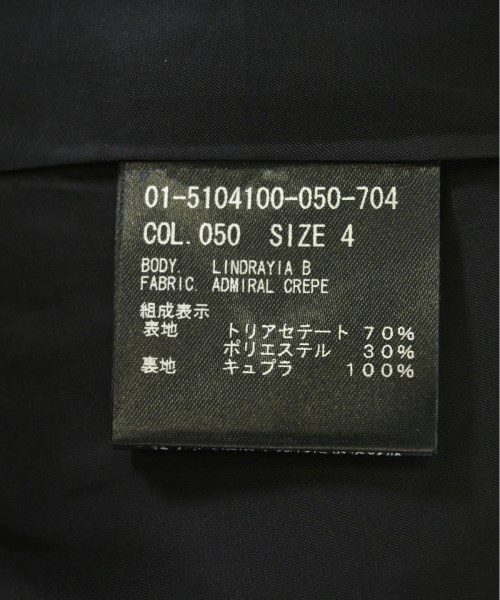 01-5104100-050-704
COL. 050 SIZE 4
BODY. LINDRAYIA B
FABRIC. ADMIRAL CREPE
組成表示
表地 トリアセテート 70%
ポリエステル 30%
裏地 キュプラ 100%